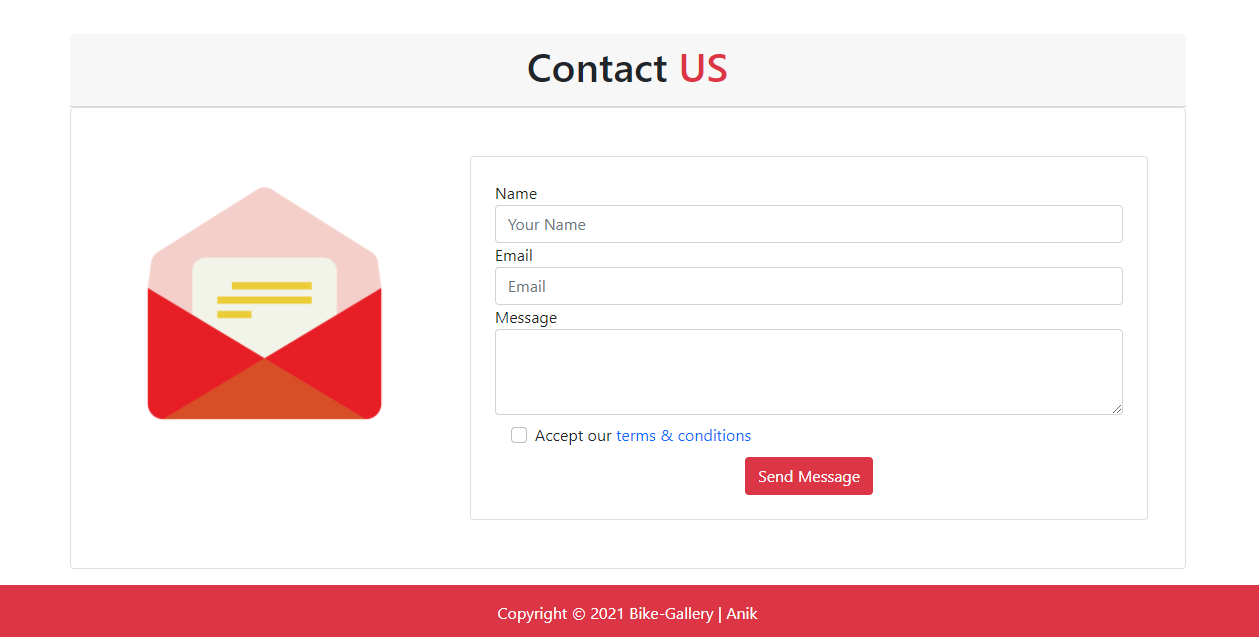 Contact US
Name
Your Name
Email
Email
Message
Accept our terms & conditions
Send Message
Copyright © 2021 Bike-Gallery | Anik